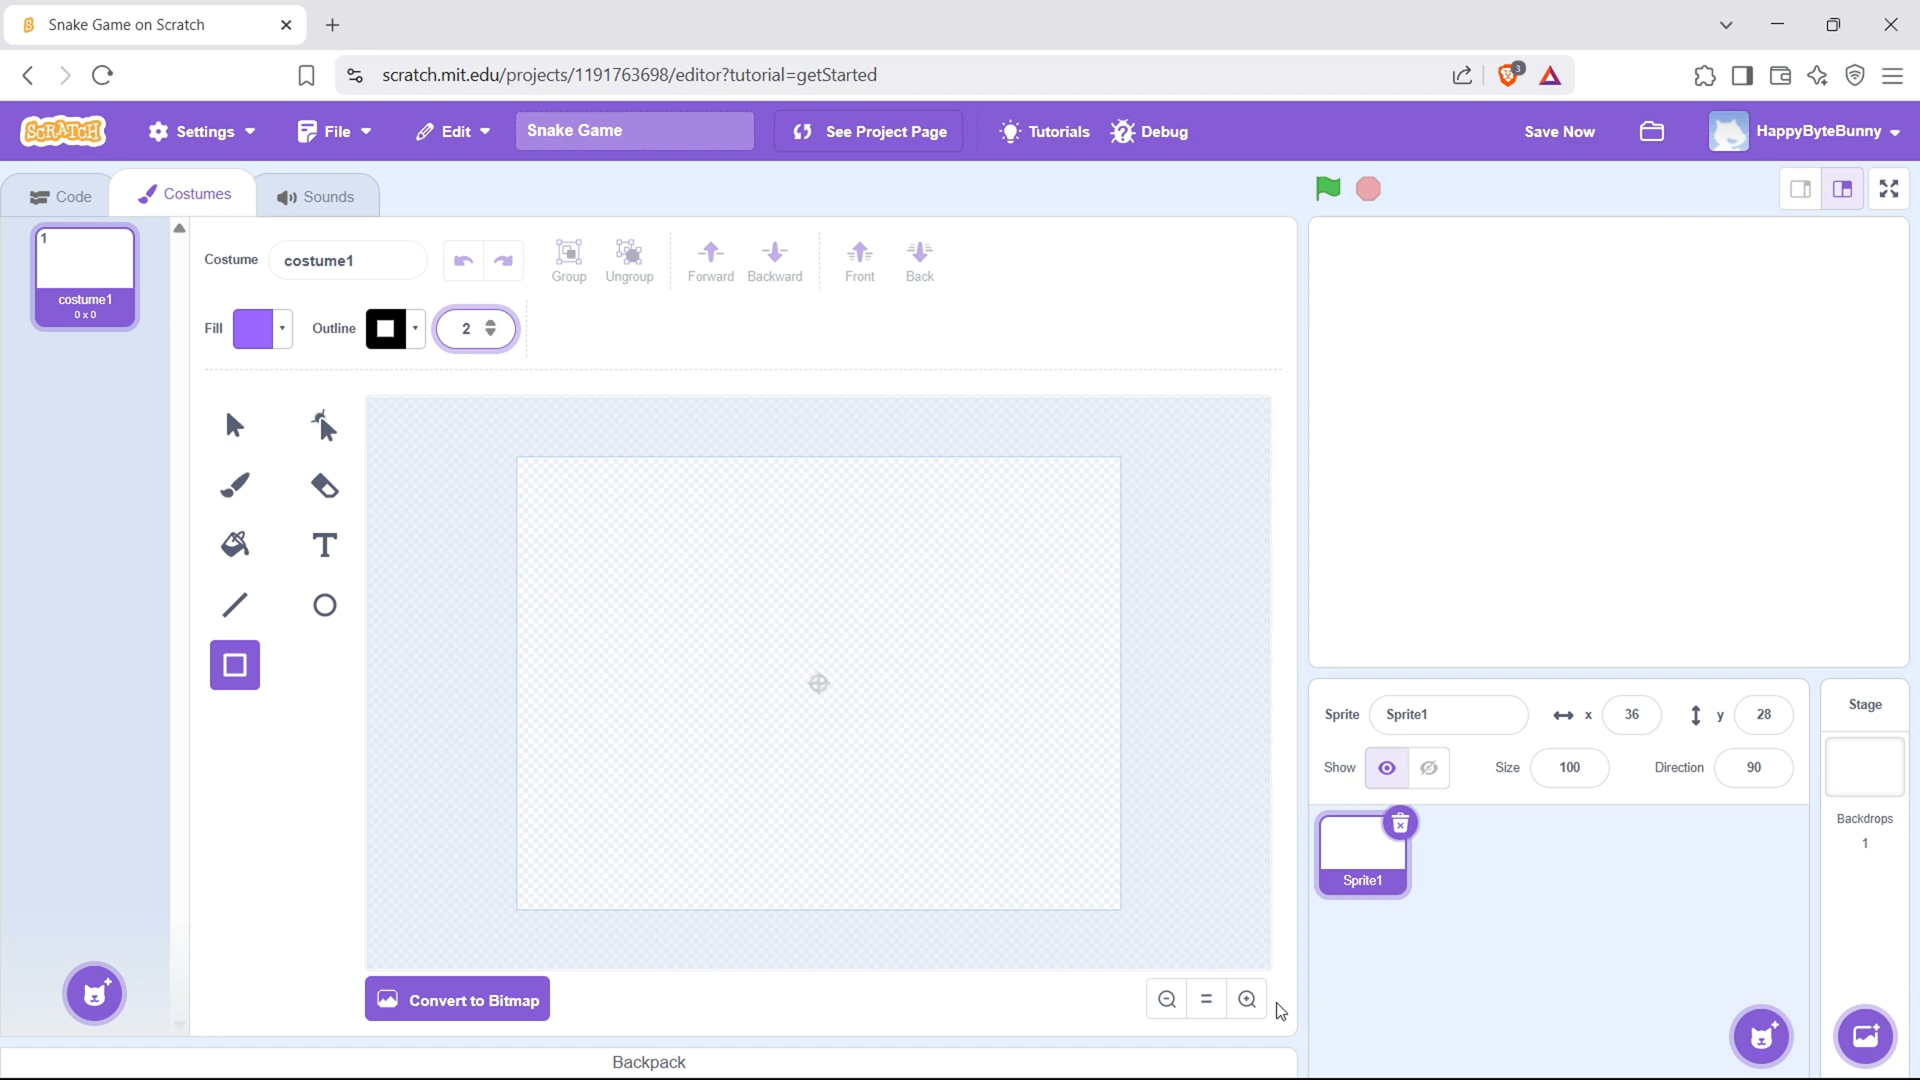 Snake Game on Scratch
scratch.mit.edu/projects/1191763698/editor?tutorial=getStarted
3
SCRATCH
Settings
File
Edit
Snake Game
See Project Page
Tutorials
Debug
Save Now
HappyByteBunny
Code
Costumes
Sounds
1
costume1
0 x 0
Costume
costume1
Group
Ungroup
Forward
Backward
Front
Back
Fill
Outline
2
Convert to Bitmap
Backpack
Sprite
Sprite1
x
36
y
28
Show
Size
100
Direction
90
Sprite1
Stage
Backdrops
1